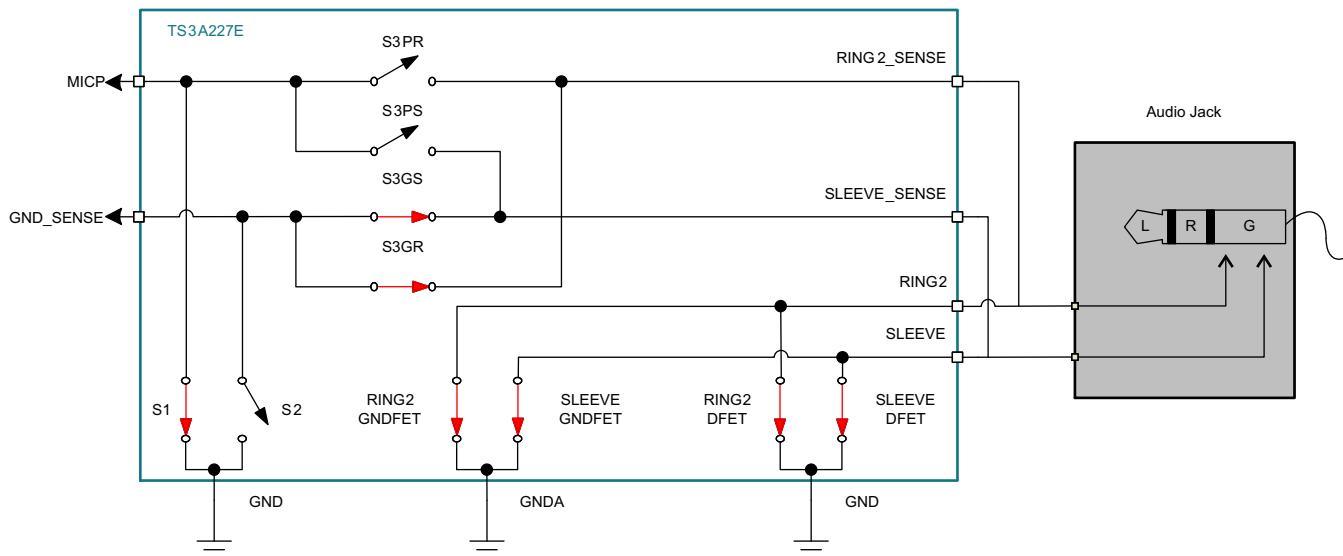 TS3A227E
S3PR
MICP
RING2_SENSE
S3PS
Audio Jack
S3GS
GND_SENSE
SLEEVE_SENSE
L R G
S3GR
RING2
SLEEVE
S1
S2
RING2
GNDFET
SLEEVE
GNDFET
RING2
DFET
SLEEVE
DFET
GND
GNDA
GND